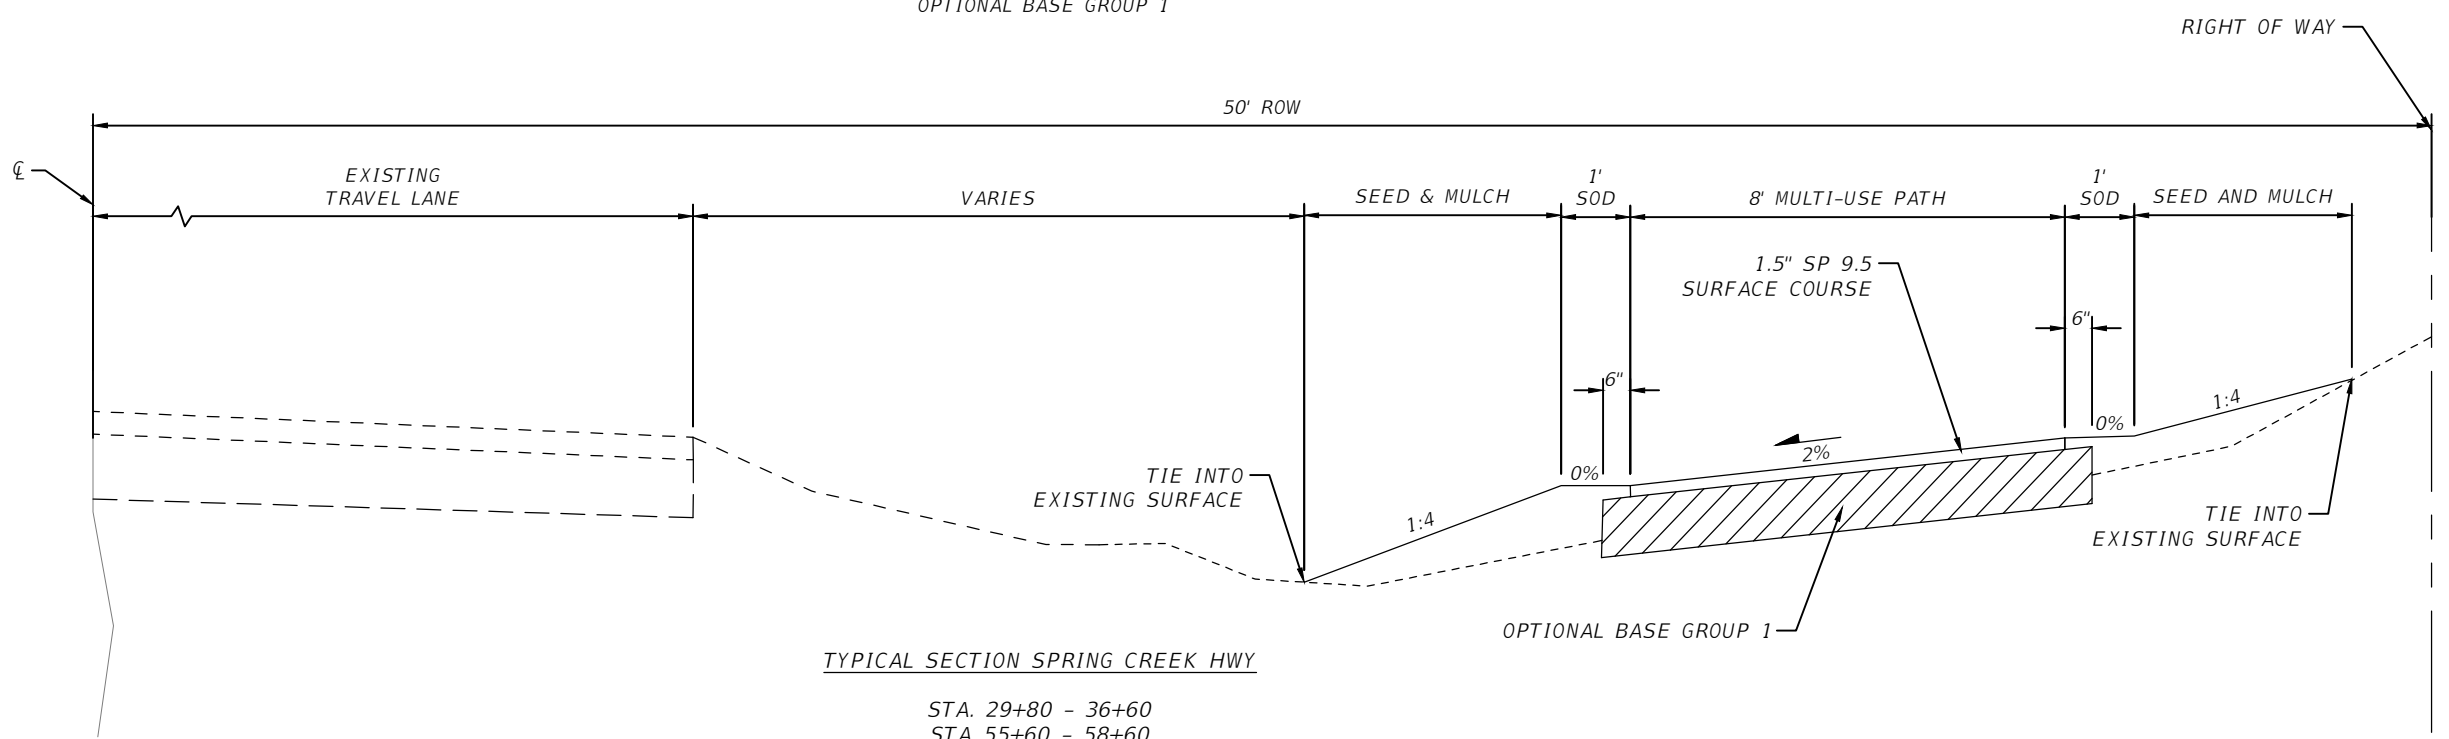 OPTIONAL BASE GROUP 1
RIGHT OF WAY
50' ROW
℄
EXISTING
TRAVEL LANE
VARIES
SEED & MULCH
1'
SOD
8' MULTI-USE PATH
1'
SOD
SEED AND MULCH
1.5" SP 9.5
SURFACE COURSE
6"
6"
1:4
0%
2%
0%
1:4
TIE INTO
EXISTING SURFACE
TIE INTO
EXISTING SURFACE
OPTIONAL BASE GROUP 1
TYPICAL SECTION SPRING CREEK HWY
STA. 29+80 - 36+60
STA 55+60 - 58+60